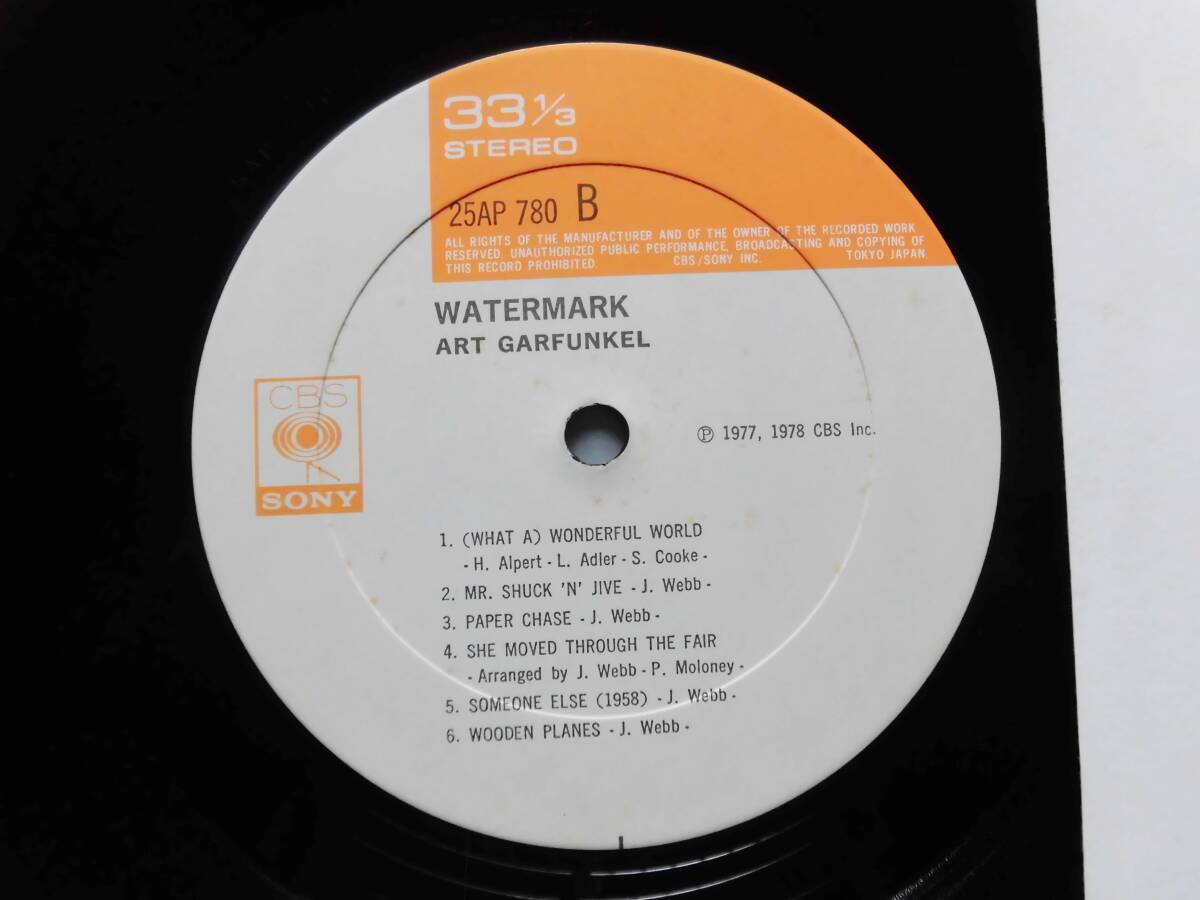 33 1/3
STEREO
25AP 780 B
ALL RIGHTS OF THE MANUFACTURER AND OF THE OWNER OF THE RECORDED WORK
RESERVED. UNAUTHORIZED PUBLIC PERFORMANCE, BROADCASTING AND COPYING OF
THIS RECORD PROHIBITED. CBS/SONY INC. TOKYO JAPAN.
WATERMARK
ART GARFUNKEL
CBS
SONY
℗ 1977, 1978 CBS Inc.
1. (WHAT A) WONDERFUL WORLD
- H. Alpert - L. Adler - S. Cooke -
2. MR. SHUCK 'N' JIVE - J. Webb -
3. PAPER CHASE - J. Webb -
4. SHE MOVED THROUGH THE FAIR
- Arranged by J. Webb - P. Moloney -
5. SOMEONE ELSE (1958) - J. Webb -
6. WOODEN PLANES - J. Webb -